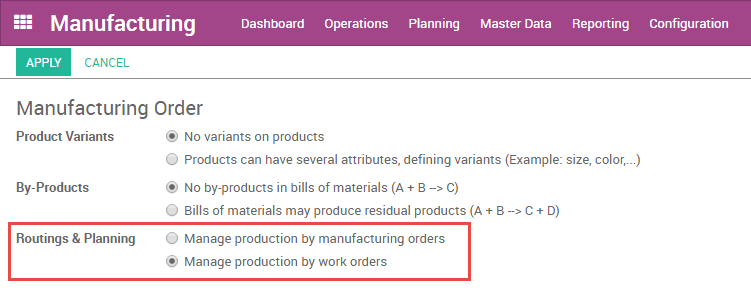 Manufacturing Dashboard Operations Planning Master Data Reporting Configuration
APPLY CANCEL
Manufacturing Order
Product Variants No variants on products
Products can have several attributes, defining variants (Example: size, color,...)
By-Products No by-products in bills of materials (A + B --> C)
Bills of materials may produce residual products (A + B --> C + D)
Routings & Planning Manage production by manufacturing orders
Manage production by work orders